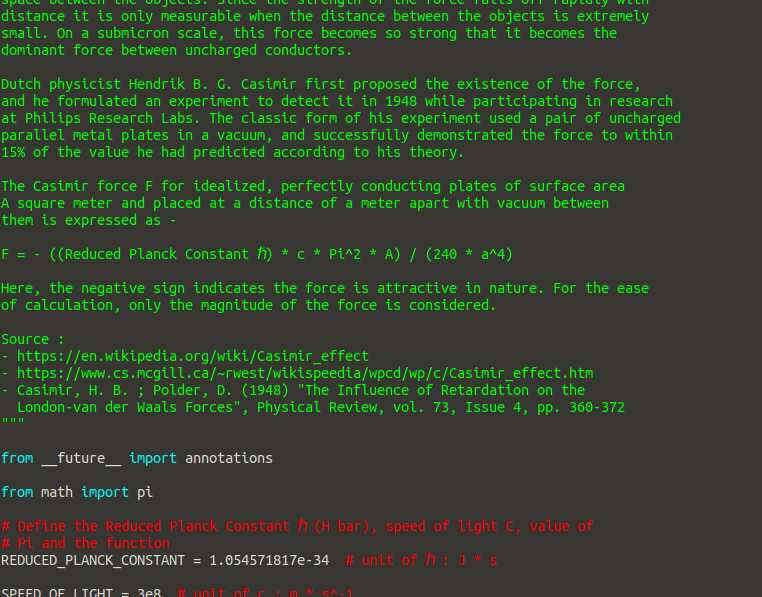 space between the objects. Since the strength of the force falls off rapidly with
distance it is only measurable when the distance between the objects is extremely
small. On a submicron scale, this force becomes so strong that it becomes the
dominant force between uncharged conductors.
Dutch physicist Hendrik B. G. Casimir first proposed the existence of the force,
and he formulated an experiment to detect it in 1948 while participating in research
at Philips Research Labs. The classic form of his experiment used a pair of uncharged
parallel metal plates in a vacuum, and successfully demonstrated the force to within
15% of the value he had predicted according to his theory.
The Casimir force F for idealized, perfectly conducting plates of surface area
A square meter and placed at a distance of a meter apart with vacuum between
them is expressed as -
F = - ((Reduced Planck Constant ℏ) * c * Pi^2 * A) / (240 * a^4)
Here, the negative sign indicates the force is attractive in nature. For the ease
of calculation, only the magnitude of the force is considered.
Source :
- https://en.wikipedia.org/wiki/Casimir_effect
- https://www.cs.mcgill.ca/~rwest/wikispeedia/wpcd/wp/c/Casimir_effect.htm
- Casimir, H. B. ; Polder, D. (1948) "The Influence of Retardation on the
  London-van der Waals Forces", Physical Review, vol. 73, Issue 4, pp. 360-372
"""
from __future__ import annotations
from math import pi
# Define the Reduced Planck Constant ℏ (H bar), speed of light C, value of
# Pi and the function
REDUCED_PLANCK_CONSTANT = 1.054571817e-34  # unit of ℏ : J * s
SPEED_OF_LIGHT = 3e8  # unit of c : m * s^-1